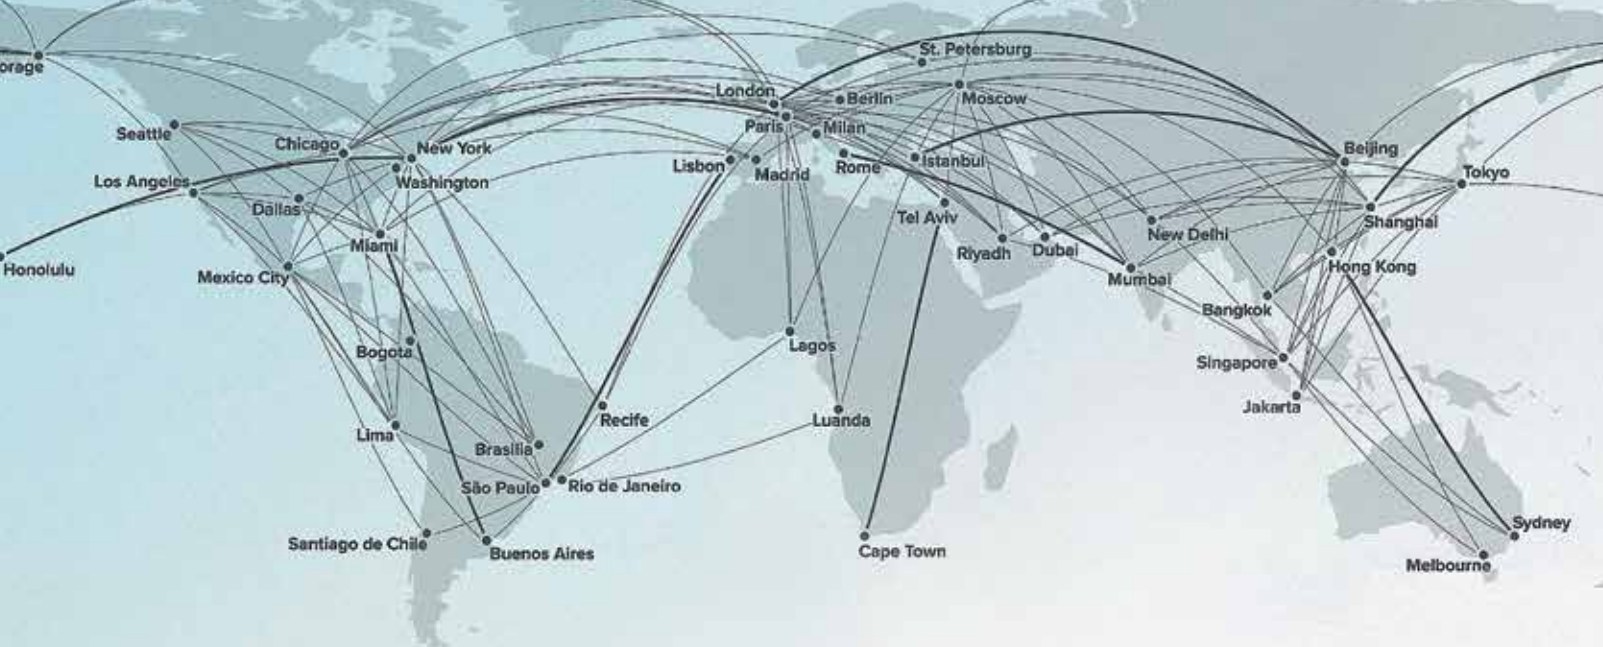 St. Petersburg
orage
London
Berlin
Moscow
Paris
Milan
Seattle
Chicago
New York
Beijing
Lisbon
Madrid
Rome
Istanbul
Tokyo
Los Angeles
Washington
Dallas
Tel Aviv
Shanghai
Miami
Riyadh
Dubai
New Delhi
Honolulu
Mexico City
Mumbai
Hong Kong
Bangkok
Bogota
Lagos
Singapore
Jakarta
Recife
Luanda
Lima
Brasilia
São Paulo
Rio de Janeiro
Sydney
Santiago de Chile
Buenos Aires
Cape Town
Melbourne